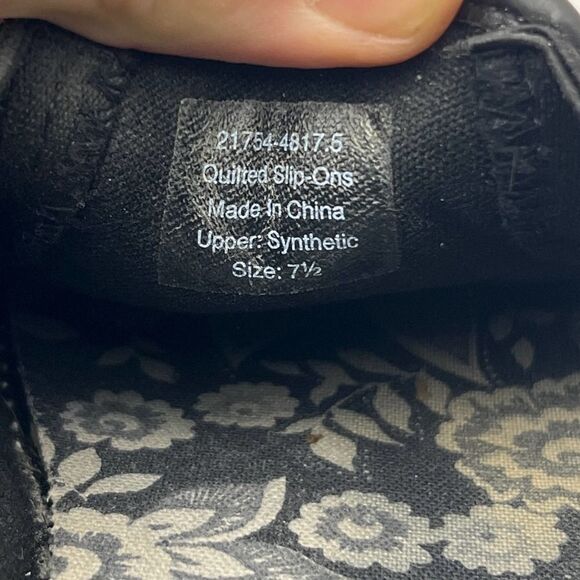 21754-4817.5
Quilted Slip-Ons
Made In China
Upper: Synthetic
Size: 7½